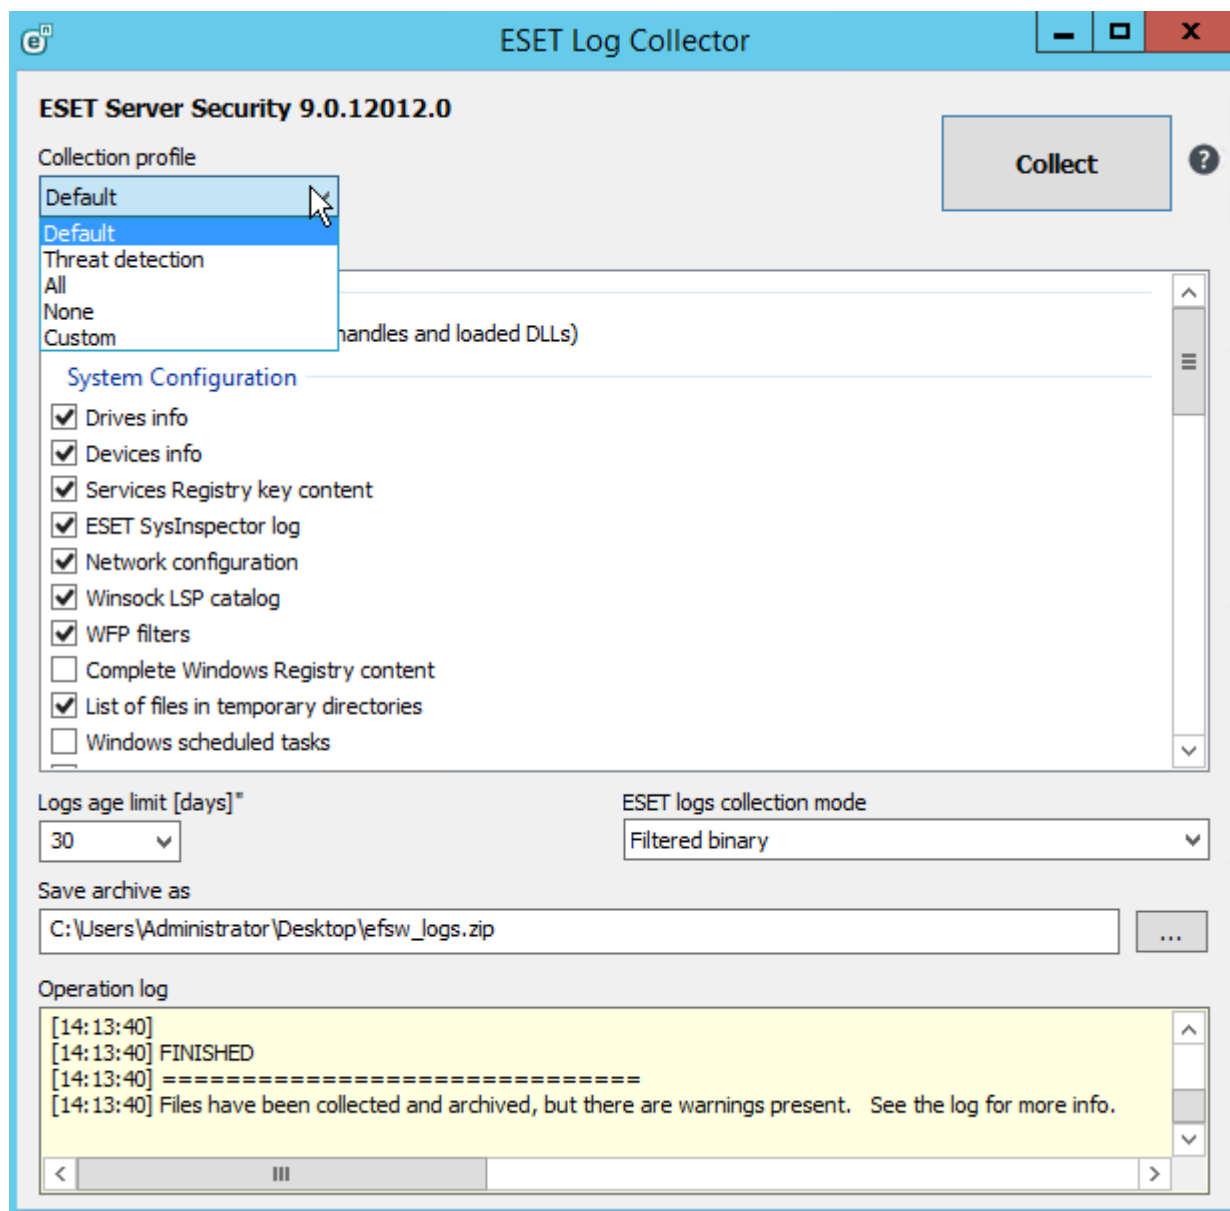 ESET Log Collector
ESET Server Security 9.0.12012.0
Collection profile
Collect
Default
Default
Threat detection
All
None
Custom
handles and loaded DLLs)
System Configuration
Drives info
Devices info
Services Registry key content
ESET SysInspector log
Network configuration
Winsock LSP catalog
WFP filters
Complete Windows Registry content
List of files in temporary directories
Windows scheduled tasks
Logs age limit [days]"
ESET logs collection mode
30
Filtered binary
Save archive as
C:\Users\Administrator\Desktop\efsw_logs.zip
...
Operation log
[14:13:40]
[14:13:40] FINISHED
[14:13:40] ==============================
[14:13:40] Files have been collected and archived, but there are warnings present.   See the log for more info.